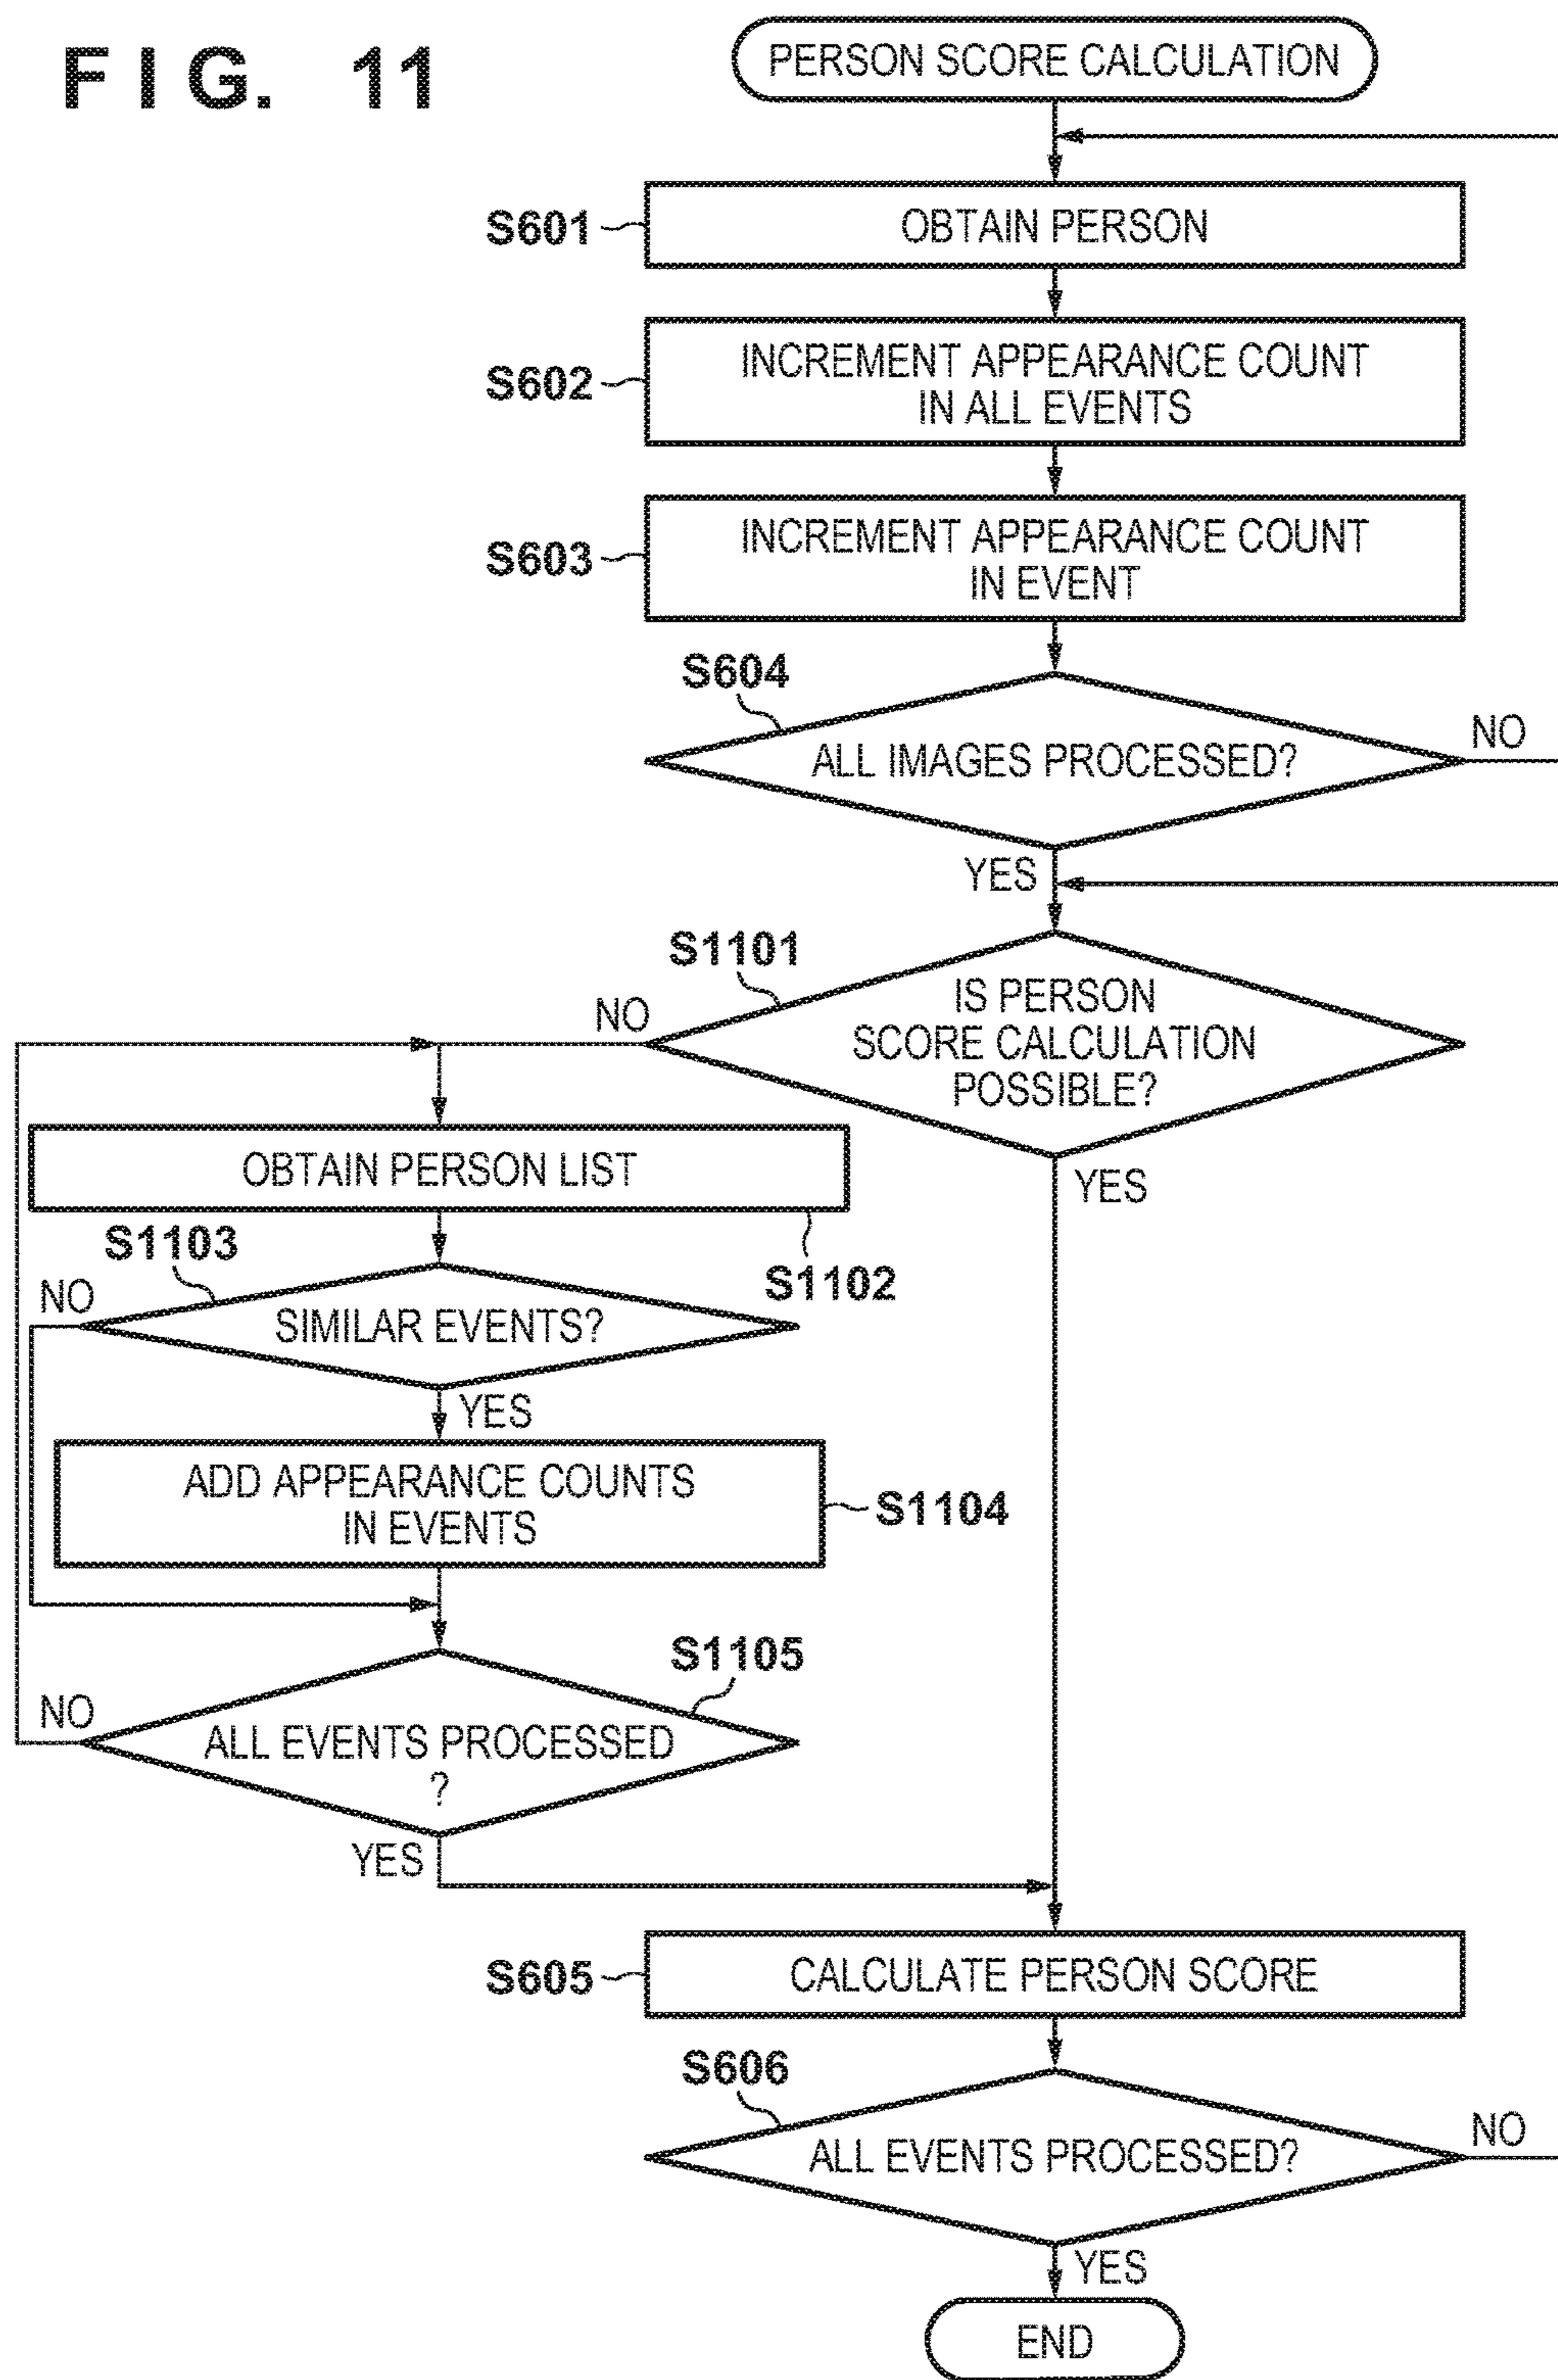 FIG. 11
PERSON SCORE CALCULATION
S601
OBTAIN PERSON
S602
INCREMENT APPEARANCE COUNT
IN ALL EVENTS
S603
INCREMENT APPEARANCE COUNT
IN EVENT
S604
ALL IMAGES PROCESSED?
NO
YES
S1101
IS PERSON
SCORE CALCULATION
POSSIBLE?
NO
YES
OBTAIN PERSON LIST
S1102
S1103
SIMILAR EVENTS?
NO
YES
ADD APPEARANCE COUNTS
IN EVENTS
S1104
S1105
ALL EVENTS PROCESSED
?
NO
YES
S605
CALCULATE PERSON SCORE
S606
ALL EVENTS PROCESSED?
NO
YES
END